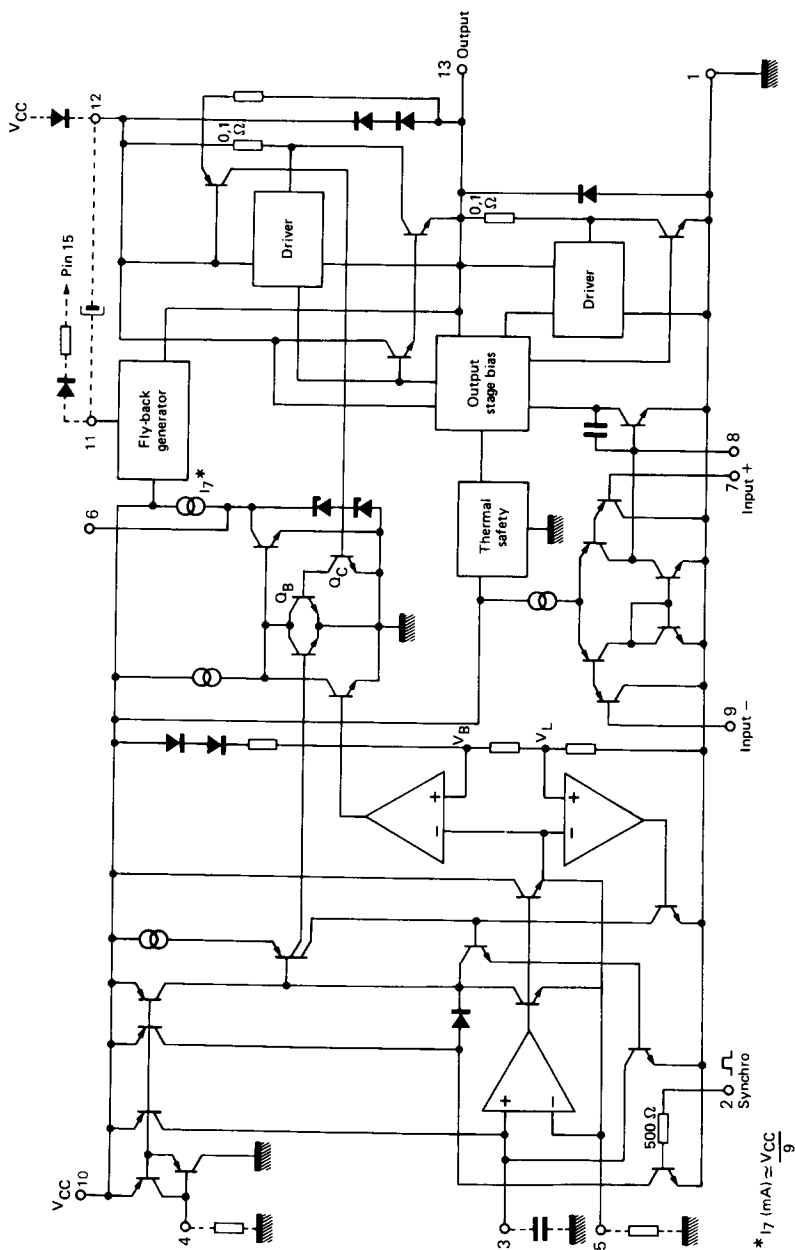 VCC
10
4
3
5
2
Synchro
500 Ω
* I7 (mA) ≃ VCC
9
+
−
+
−
+
−
VB
VL
9
Input −
7
Input +
8
6
I7*
QB
QC
Thermal
safety
Fly-back
generator
11
Pin 15
VCC
12
0,1
Ω
Driver
Output
stage bias
0,1
Ω
Driver
13
Output
1